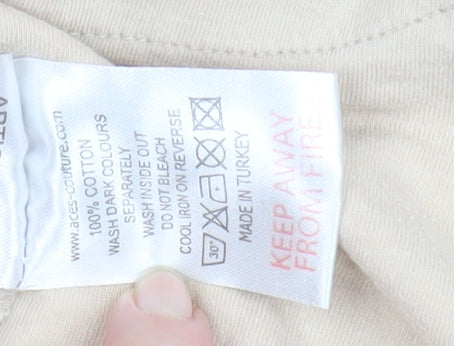 www.aces-couture.com
100% COTTON
WASH DARK COLOURS
SEPARATELY
WASH INSIDE OUT
DO NOT BLEACH
COOL IRON ON REVERSE
30°
MADE IN TURKEY
KEEP AWAY
FROM FIRE